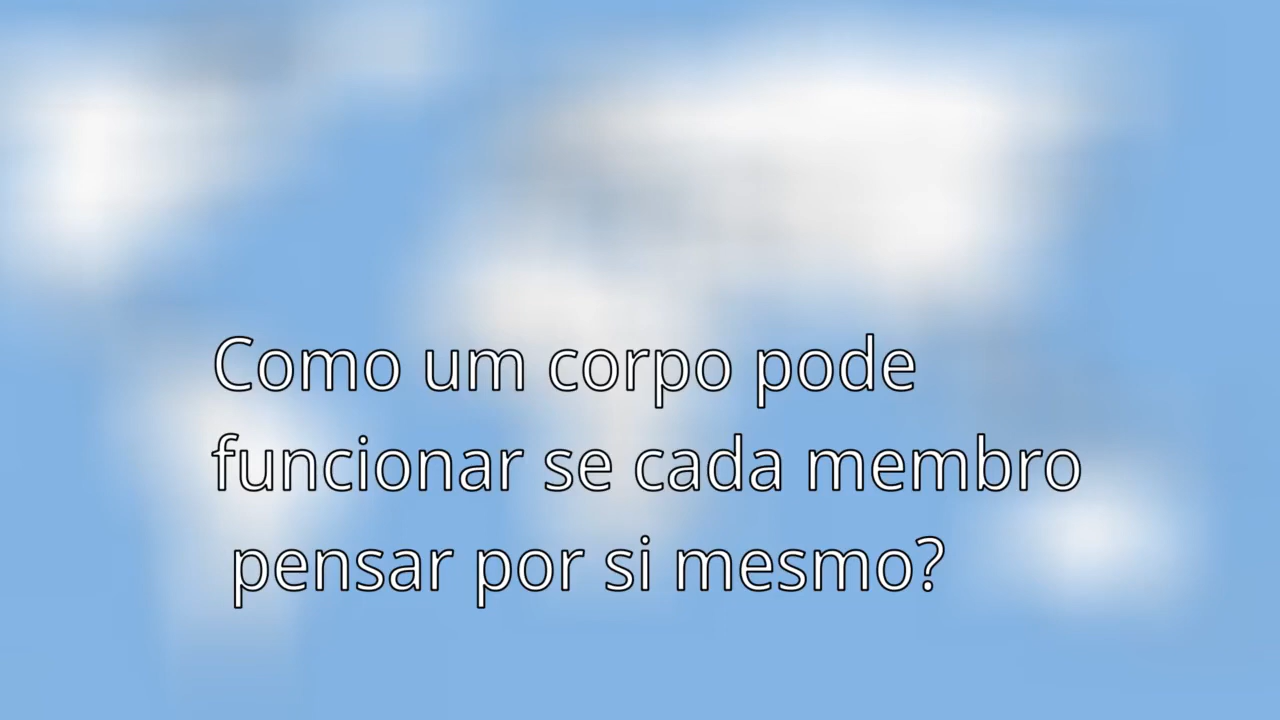 Como um corpo pode
funcionar se cada membro
pensar por si mesmo?